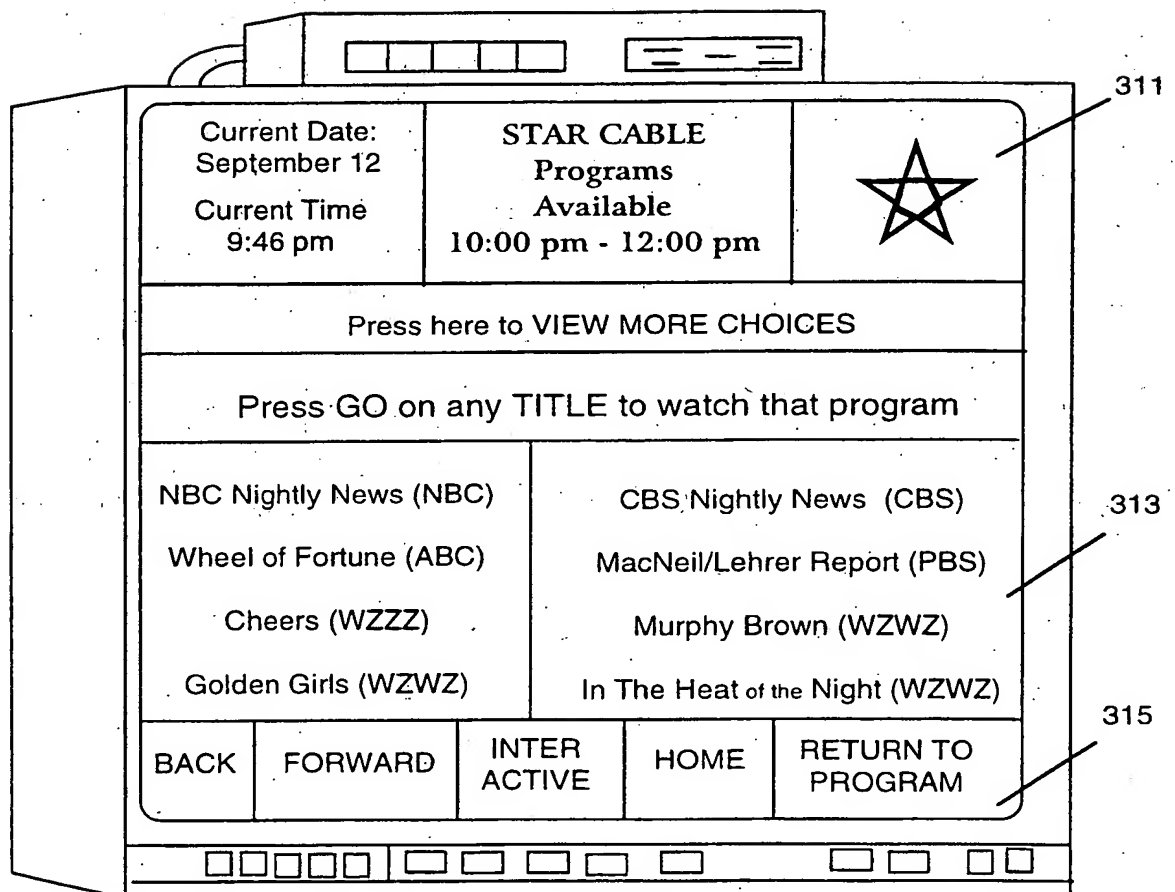 Current Date:
September 12
Current Time
9:46 pm
STAR CABLE
Programs
Available
10:00 pm - 12:00 pm
311
Press here to VIEW MORE CHOICES
Press GO on any TITLE to watch that program
NBC Nightly News (NBC)
Wheel of Fortune (ABC)
Cheers (WZZZ)
Golden Girls (WZWZ)
CBS Nightly News (CBS)
MacNeil/Lehrer Report (PBS)
Murphy Brown (WZWZ)
In The Heat of the Night (WZWZ)
313
BACK
FORWARD
INTER
ACTIVE
HOME
RETURN TO
PROGRAM
315